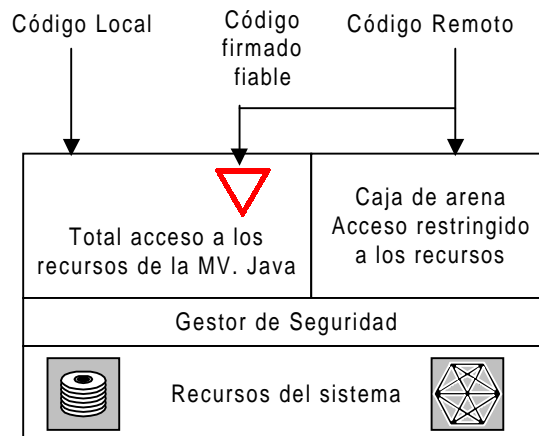 Código Local
Código
firmado
fiable
Código Remoto
Total acceso a los
recursos de la MV. Java
Caja de arena
Acceso restringido
a los recursos
Gestor de Seguridad
Recursos del sistema